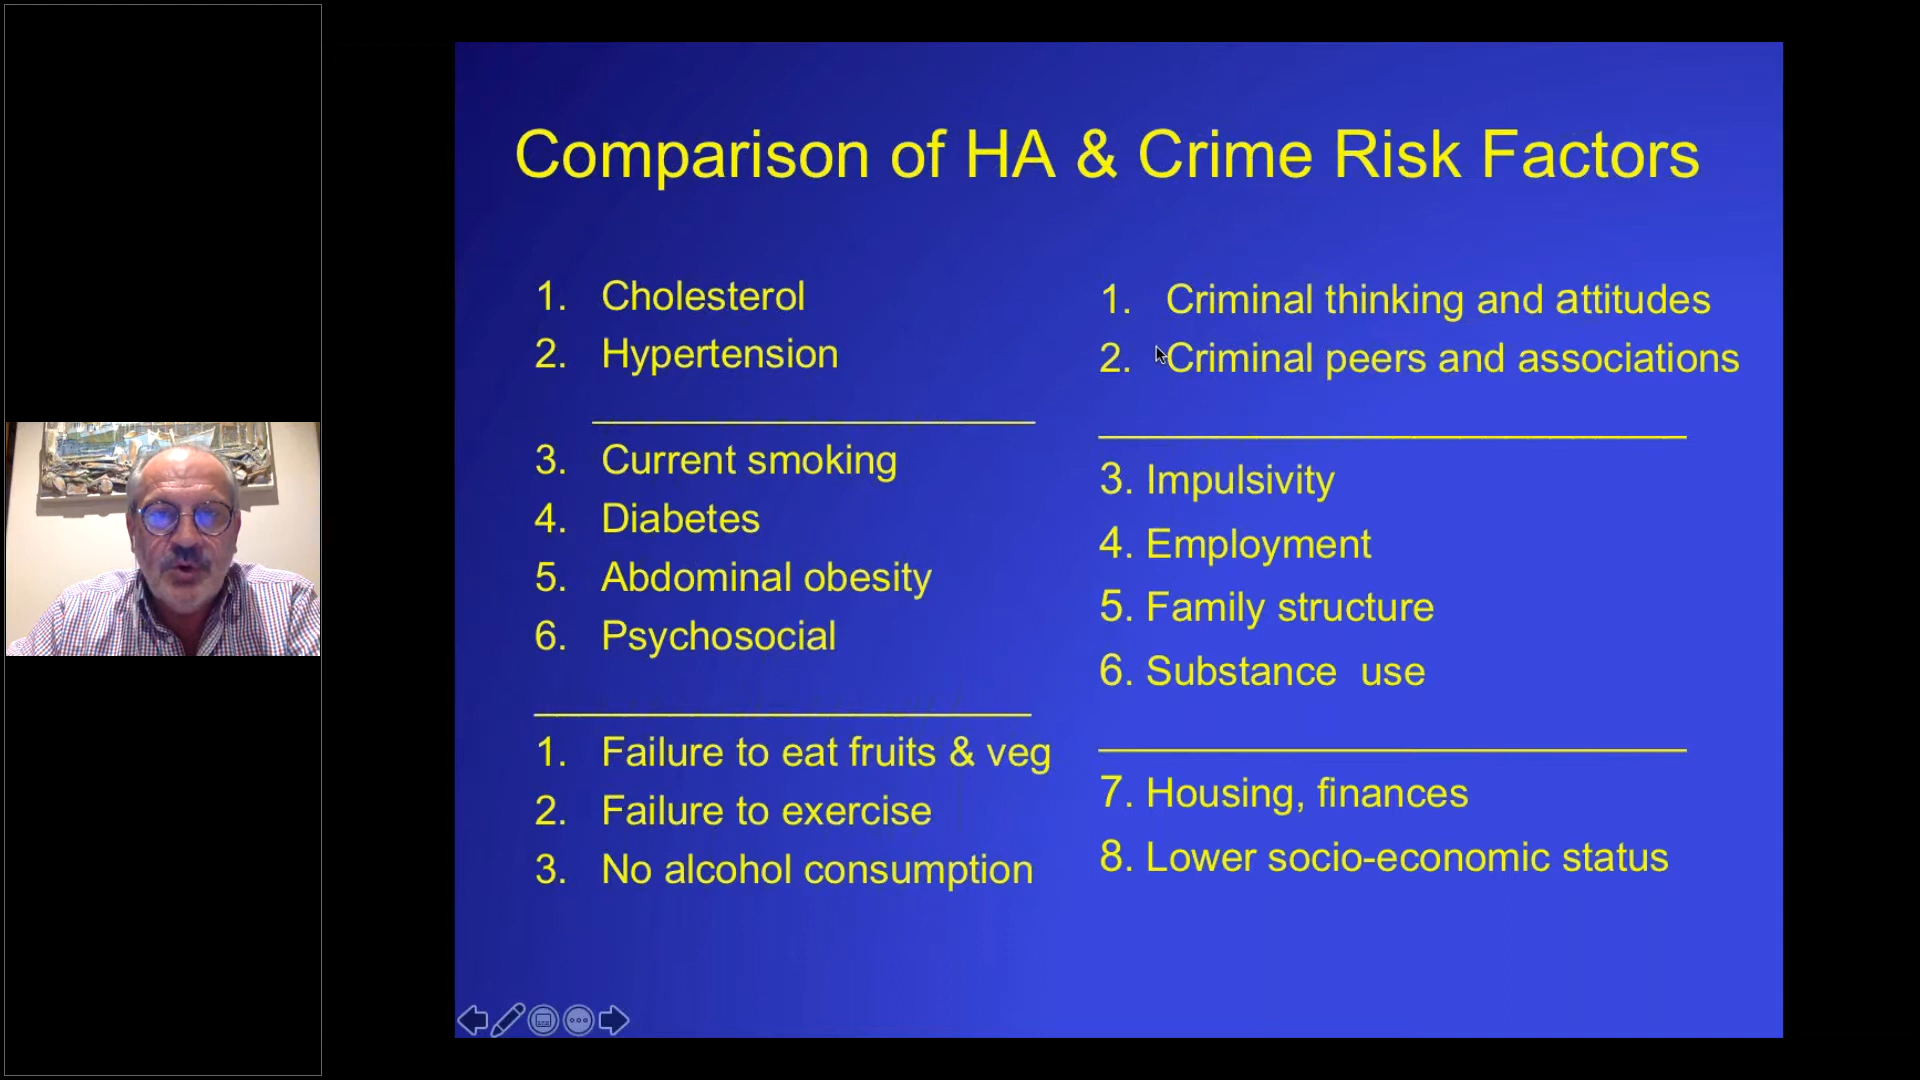 Comparison of HA & Crime Risk Factors
1. Cholesterol
2. Hypertension
3. Current smoking
4. Diabetes
5. Abdominal obesity
6. Psychosocial
1. Failure to eat fruits & veg
2. Failure to exercise
3. No alcohol consumption
1. Criminal thinking and attitudes
2. Criminal peers and associations
3. Impulsivity
4. Employment
5. Family structure
6. Substance use
7. Housing, finances
8. Lower socio-economic status